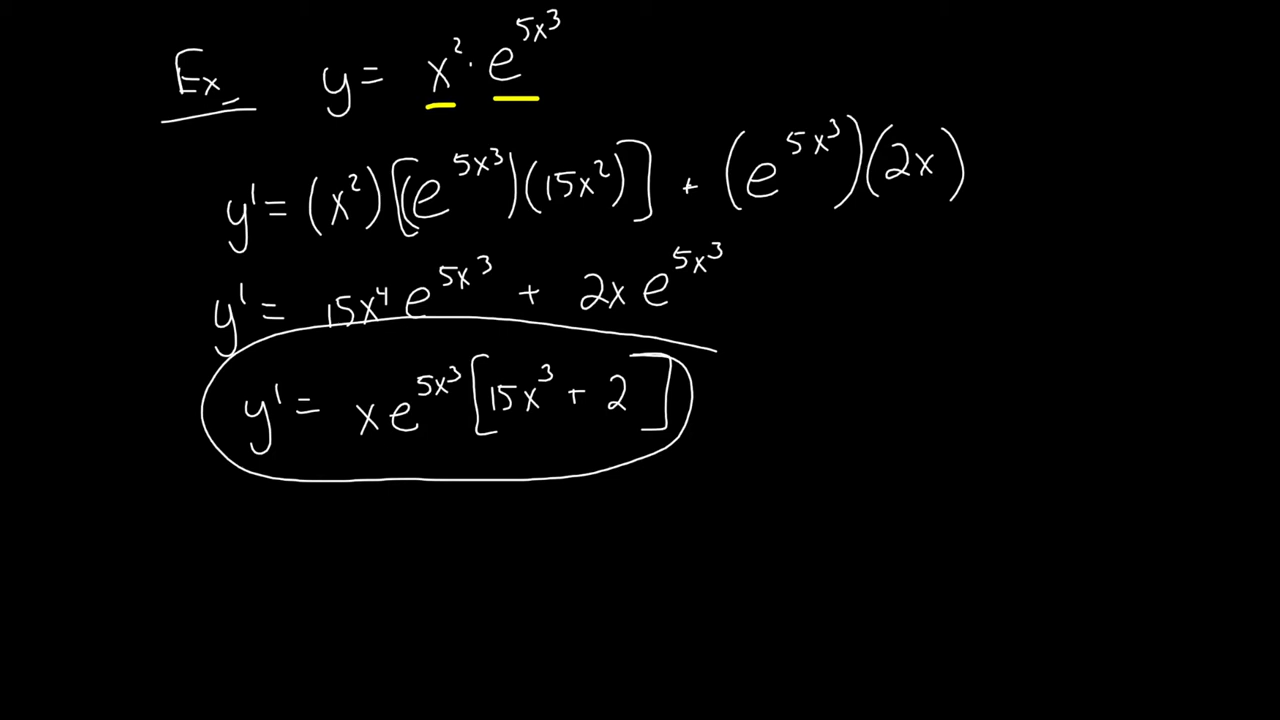 Ex. y = x² · e^{5x³}
y' = (x²)[(e^{5x³})(15x²)] + (e^{5x³})(2x)
y' = 15x⁴e^{5x³} + 2xe^{5x³}
y' = xe^{5x³}[15x³ + 2]